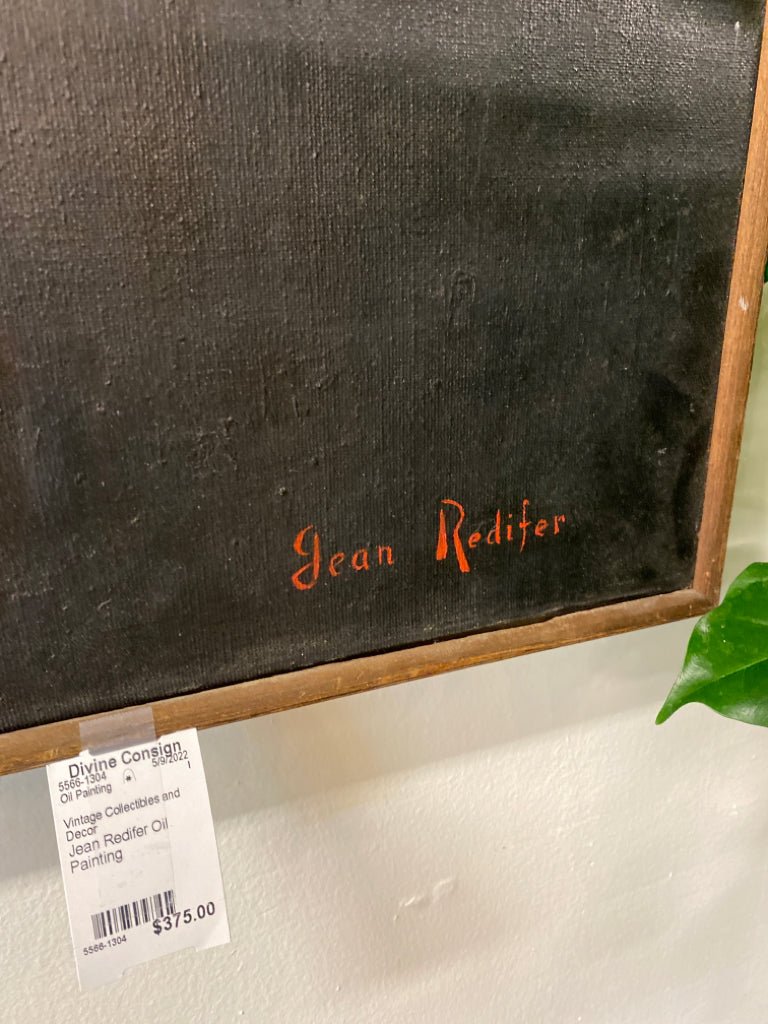 Jean Redifer
Divine Consign
5566-1304 5/9/2022
Oil Painting 1
Vintage Collectibles and
Decor
Jean Redifer Oil
Painting
$375.00
5566-1304